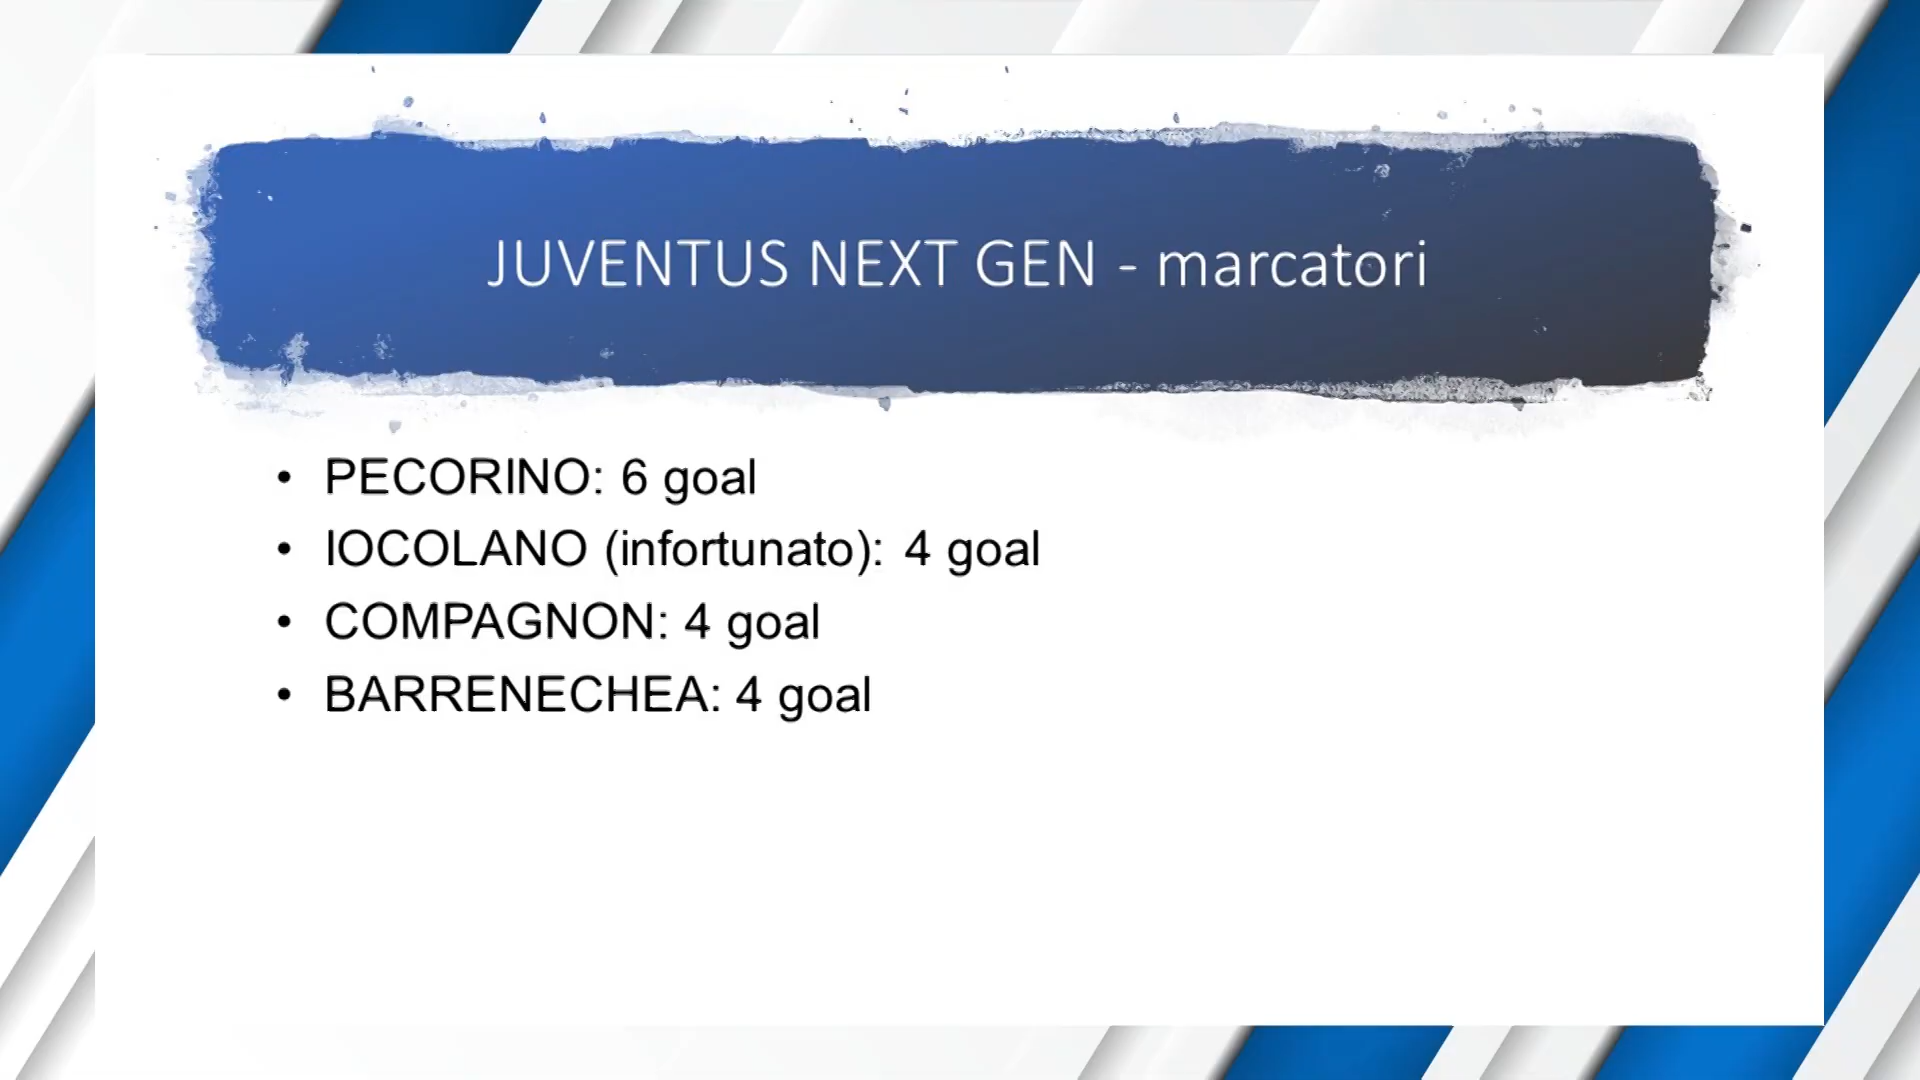 JUVENTUS NEXT GEN - marcatori
• PECORINO: 6 goal
• IOCOLANO (infortunato): 4 goal
• COMPAGNON: 4 goal
• BARRENECHEA: 4 goal